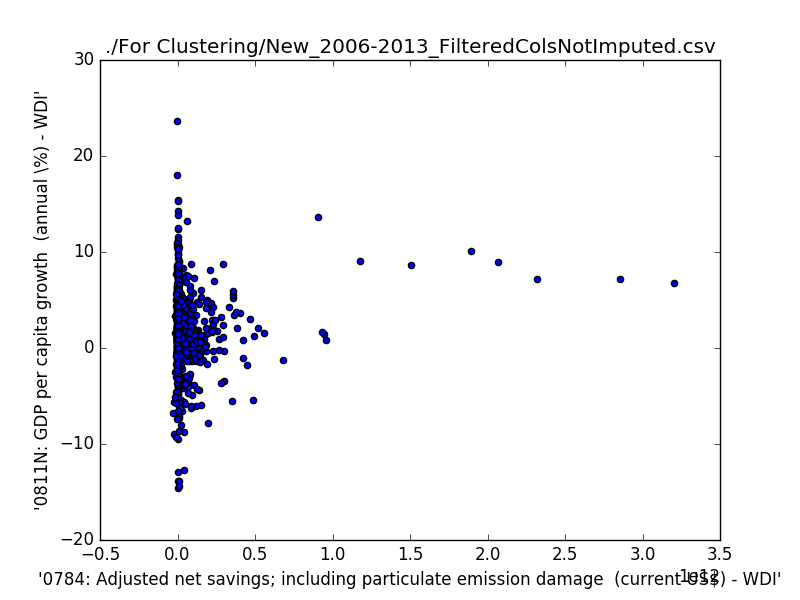 ./For Clustering/New_2006-2013_FilteredColsNotImputed.csv
30
20
10
0
−10
−20
'0811N: GDP per capita growth  (annual \%) - WDI'
−0.5 0.0 0.5 1.0 1.5 2.0 2.5 3.0 3.5
1e12
'0784: Adjusted net savings; including particulate emission damage  (current US$) - WDI'